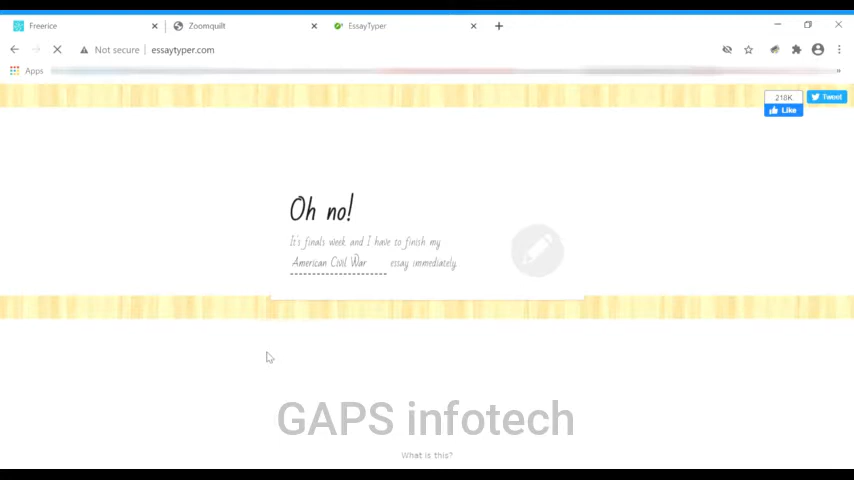 Freerice
Zoomquilt
EssayTyper
Not secure
essaytyper.com
Apps
218K
Like
Tweet
Oh no!
It's finals week and I have to finish my
American Civil War essay immediately.
GAPS infotech
What is this?